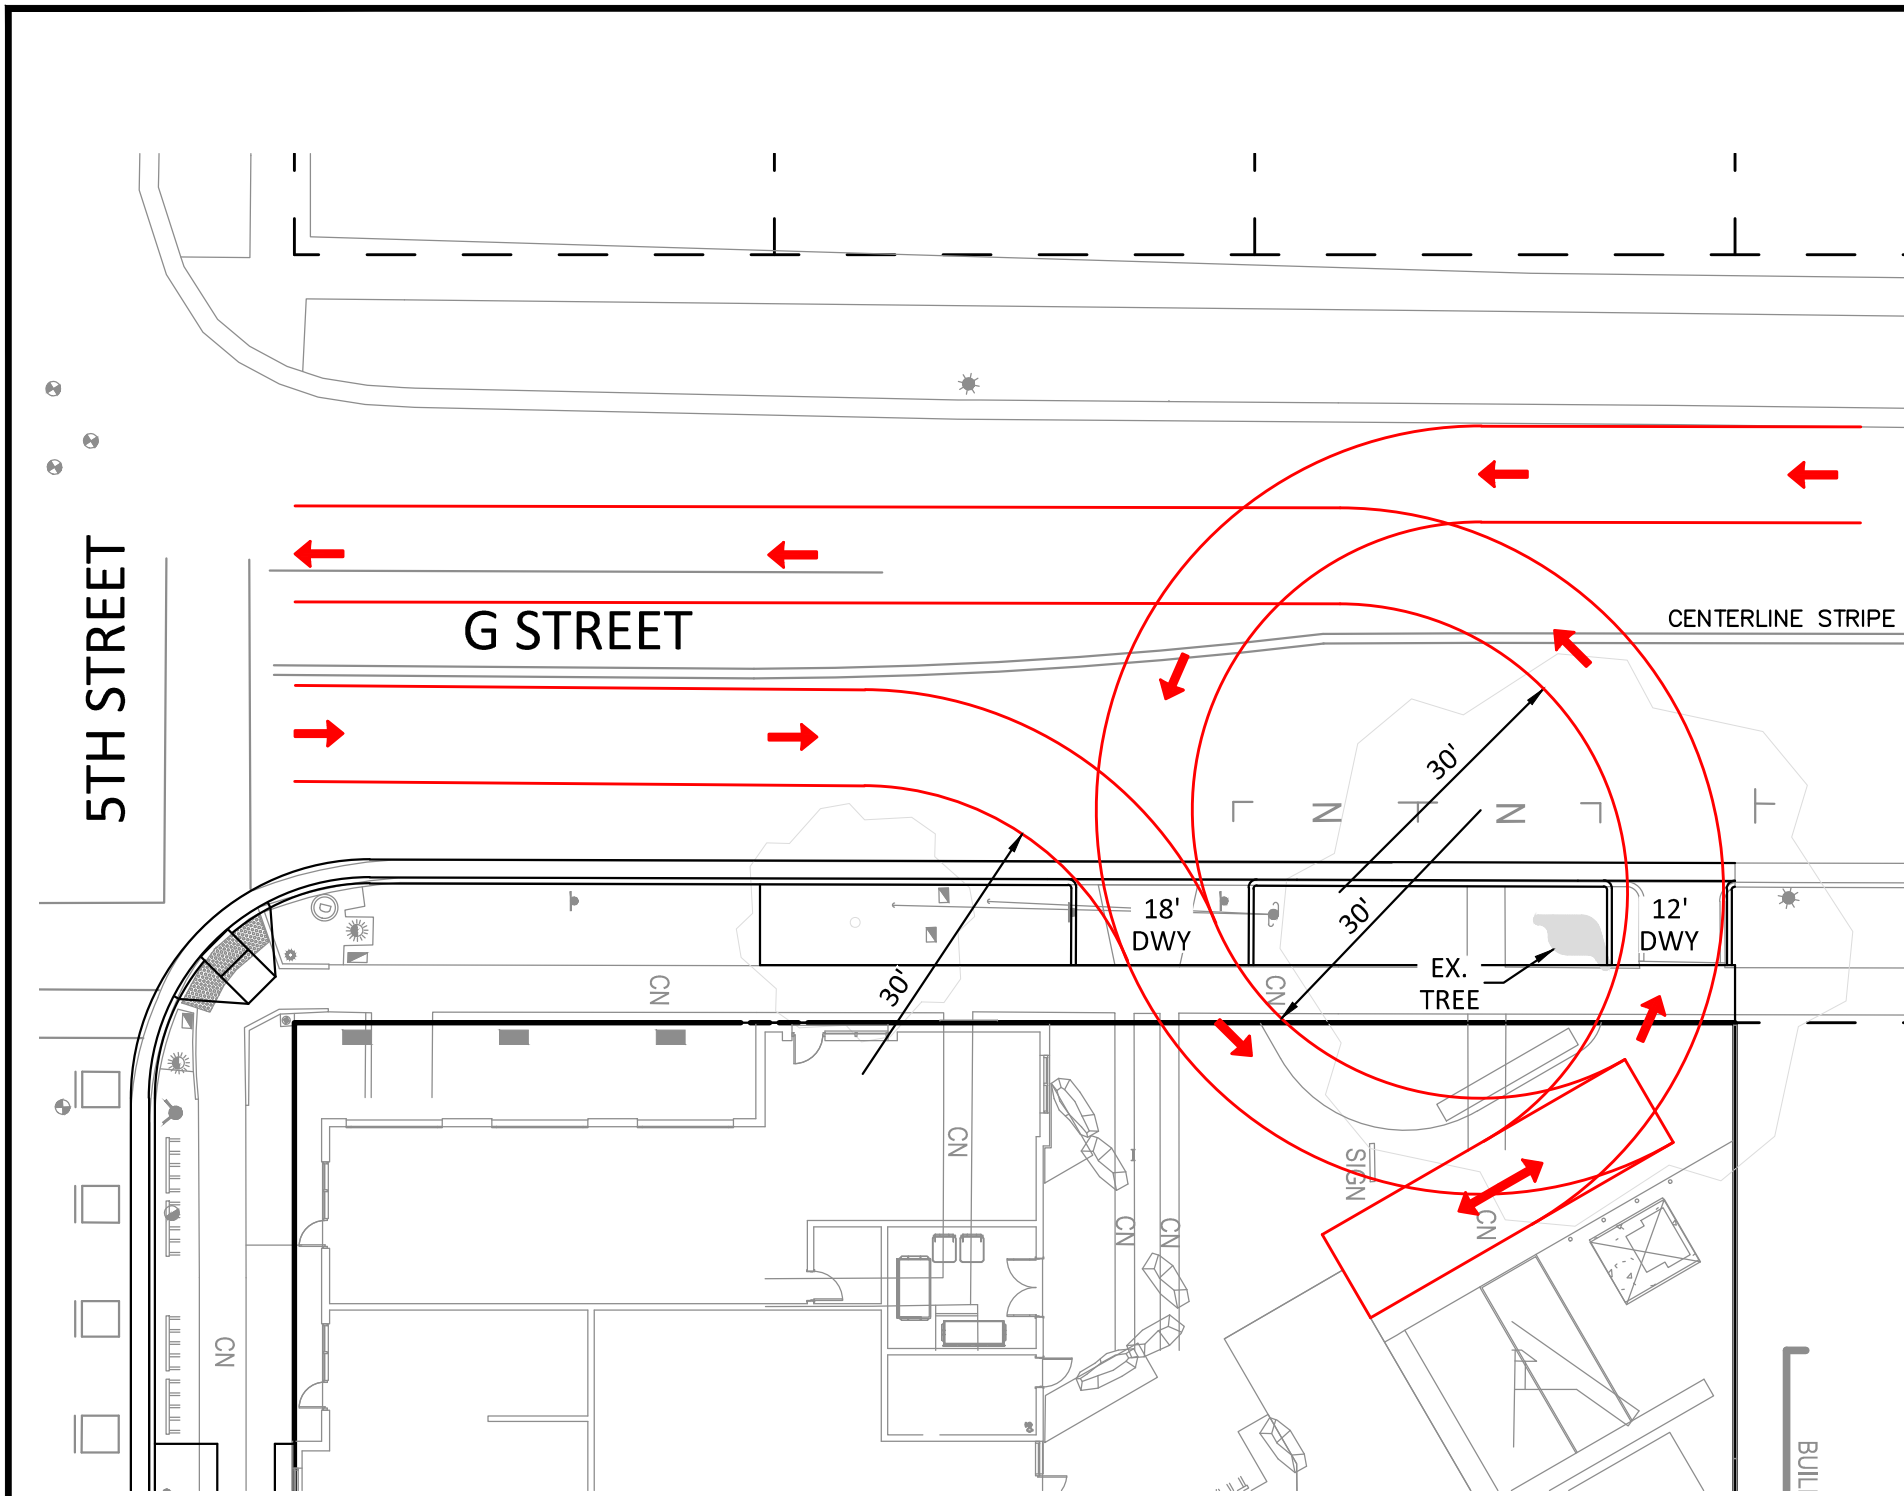 5TH STREET
G STREET
CENTERLINE STRIPE
30'
30'
30'
N
N
18'
DWY
12'
DWY
EX.
TREE
CN
CN
CN
CN
CN
CN
CN
SIGN